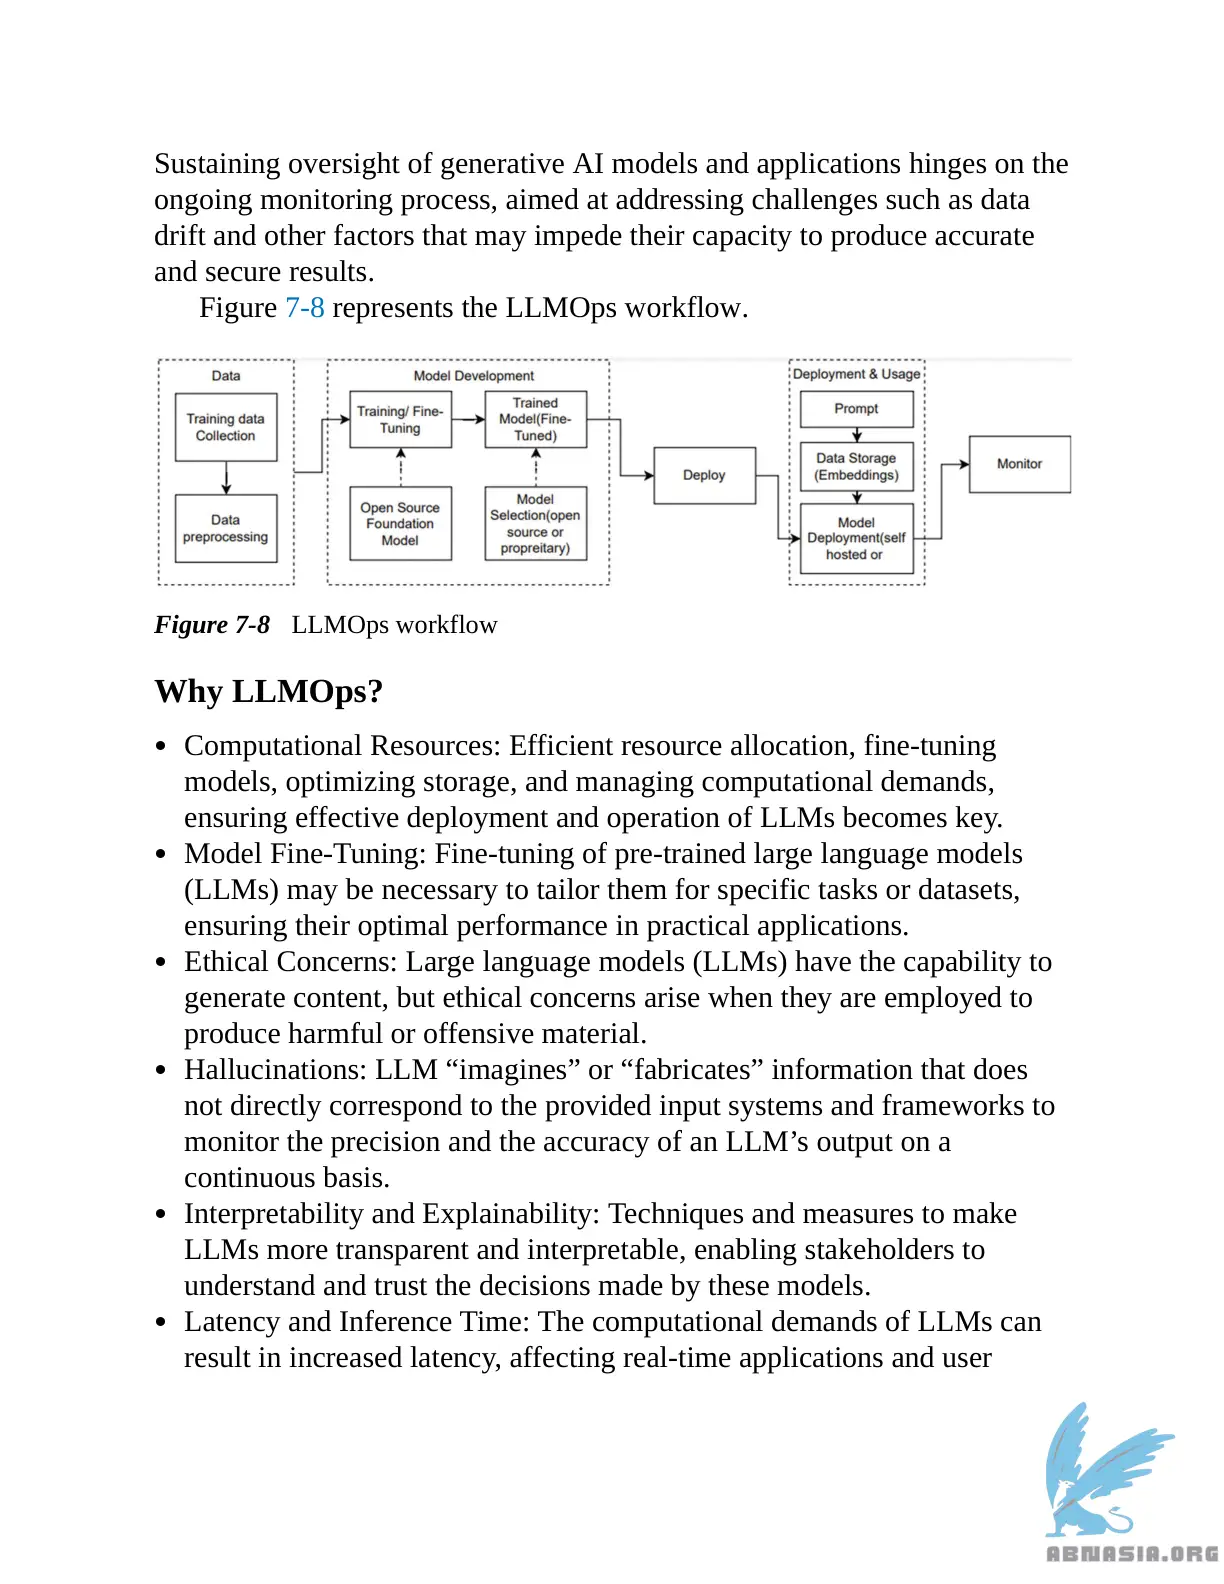 Sustaining oversight of generative AI models and applications hinges on the
ongoing monitoring process, aimed at addressing challenges such as data
drift and other factors that may impede their capacity to produce accurate
and secure results.
Figure 7-8 represents the LLMOps workflow.
Data
Training data
Collection
Data
preprocessing
Model Development
Training/ Fine-
Tuning
Trained
Model(Fine-
Tuned)
Open Source
Foundation
Model
Model
Selection(open
source or
propreitary)
Deploy
Deployment & Usage
Prompt
Data Storage
(Embeddings)
Model
Deployment(self
hosted or
Monitor
Figure 7-8 LLMOps workflow
Why LLMOps?
• Computational Resources: Efficient resource allocation, fine-tuning
models, optimizing storage, and managing computational demands,
ensuring effective deployment and operation of LLMs becomes key.
• Model Fine-Tuning: Fine-tuning of pre-trained large language models
(LLMs) may be necessary to tailor them for specific tasks or datasets,
ensuring their optimal performance in practical applications.
• Ethical Concerns: Large language models (LLMs) have the capability to
generate content, but ethical concerns arise when they are employed to
produce harmful or offensive material.
• Hallucinations: LLM “imagines” or “fabricates” information that does
not directly correspond to the provided input systems and frameworks to
monitor the precision and the accuracy of an LLM’s output on a
continuous basis.
• Interpretability and Explainability: Techniques and measures to make
LLMs more transparent and interpretable, enabling stakeholders to
understand and trust the decisions made by these models.
• Latency and Inference Time: The computational demands of LLMs can
result in increased latency, affecting real-time applications and user
ABNASIA.ORG